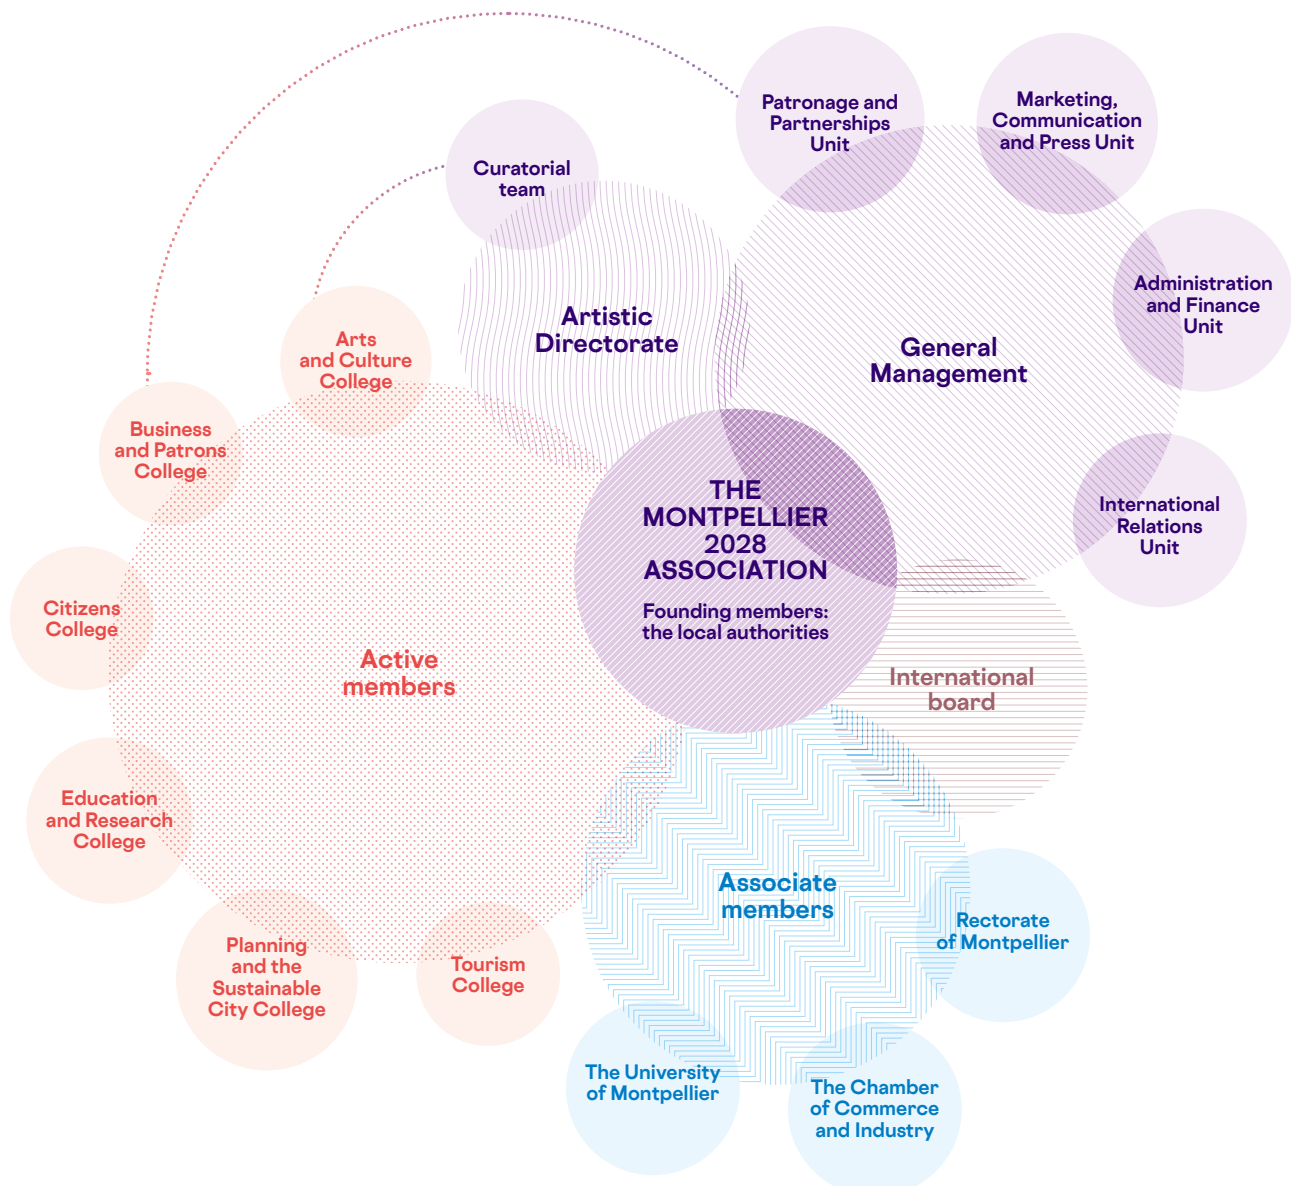 Patronage and
Partnerships
Unit
Marketing,
Communication
and Press Unit
Curatorial
team
Administration
and Finance
Unit
Artistic
Directorate
General
Management
Arts
and Culture
College
Business
and Patrons
College
THE
MONTPELLIER
2028
ASSOCIATION
Founding members:
the local authorities
International
Relations
Unit
Citizens
College
Active
members
International
board
Education
and Research
College
Associate
members
Rectorate
of Montpellier
Planning
and the
Sustainable
City College
Tourism
College
The University
of Montpellier
The Chamber
of Commerce
and Industry